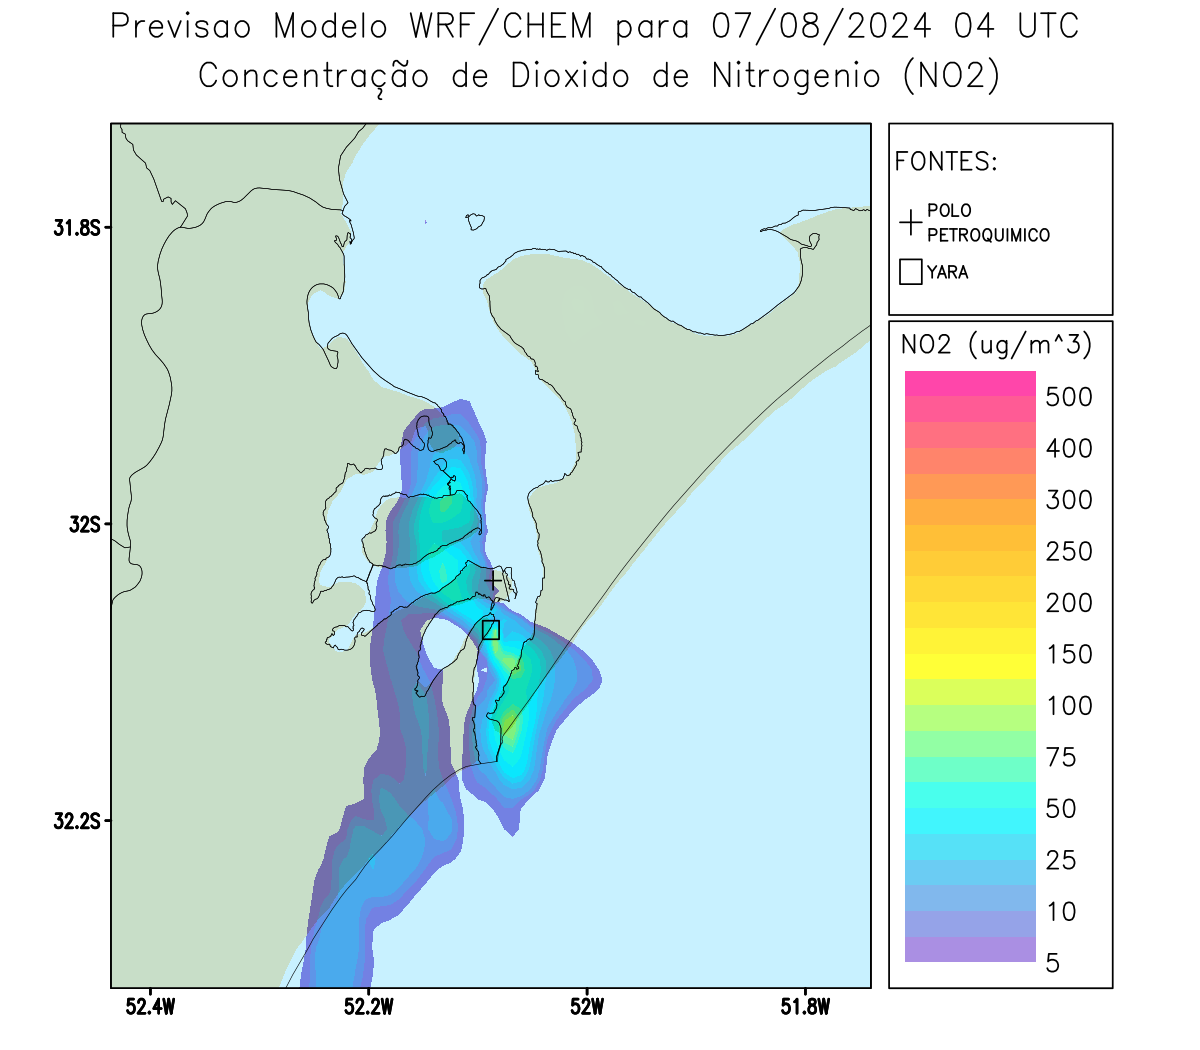 Previsao Modelo WRF/CHEM para 07/08/2024 04 UTC
Concentração de Dioxido de Nitrogenio (NO2)
FONTES:
POLO
PETROQUIMICO
YARA
NO2 (ug/m^3)
500
400
300
250
200
150
100
75
50
25
10
5
31.8S
32S
32.2S
52.4W
52.2W
52W
51.8W